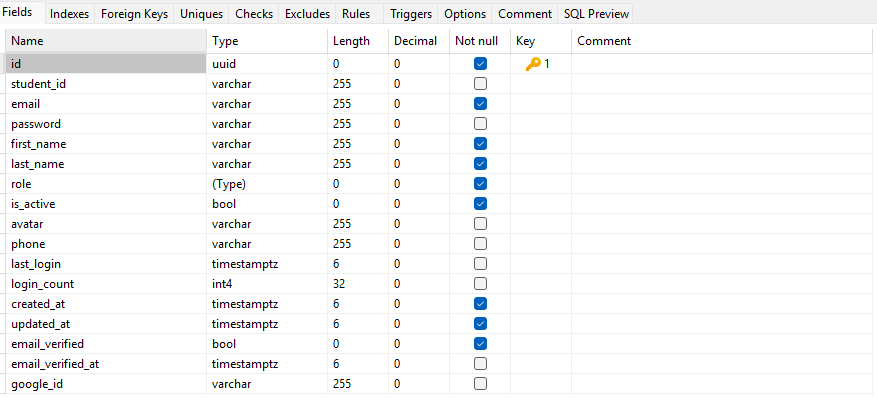 Fields Indexes Foreign Keys Uniques Checks Excludes Rules Triggers Options Comment SQL Preview
Name Type Length Decimal Not null Key Comment
id uuid 0 0 1
student_id varchar 255 0
email varchar 255 0
password varchar 255 0
first_name varchar 255 0
last_name varchar 255 0
role (Type) 0 0
is_active bool 0 0
avatar varchar 255 0
phone varchar 255 0
last_login timestamptz 6 0
login_count int4 32 0
created_at timestamptz 6 0
updated_at timestamptz 6 0
email_verified bool 0 0
email_verified_at timestamptz 6 0
google_id varchar 255 0